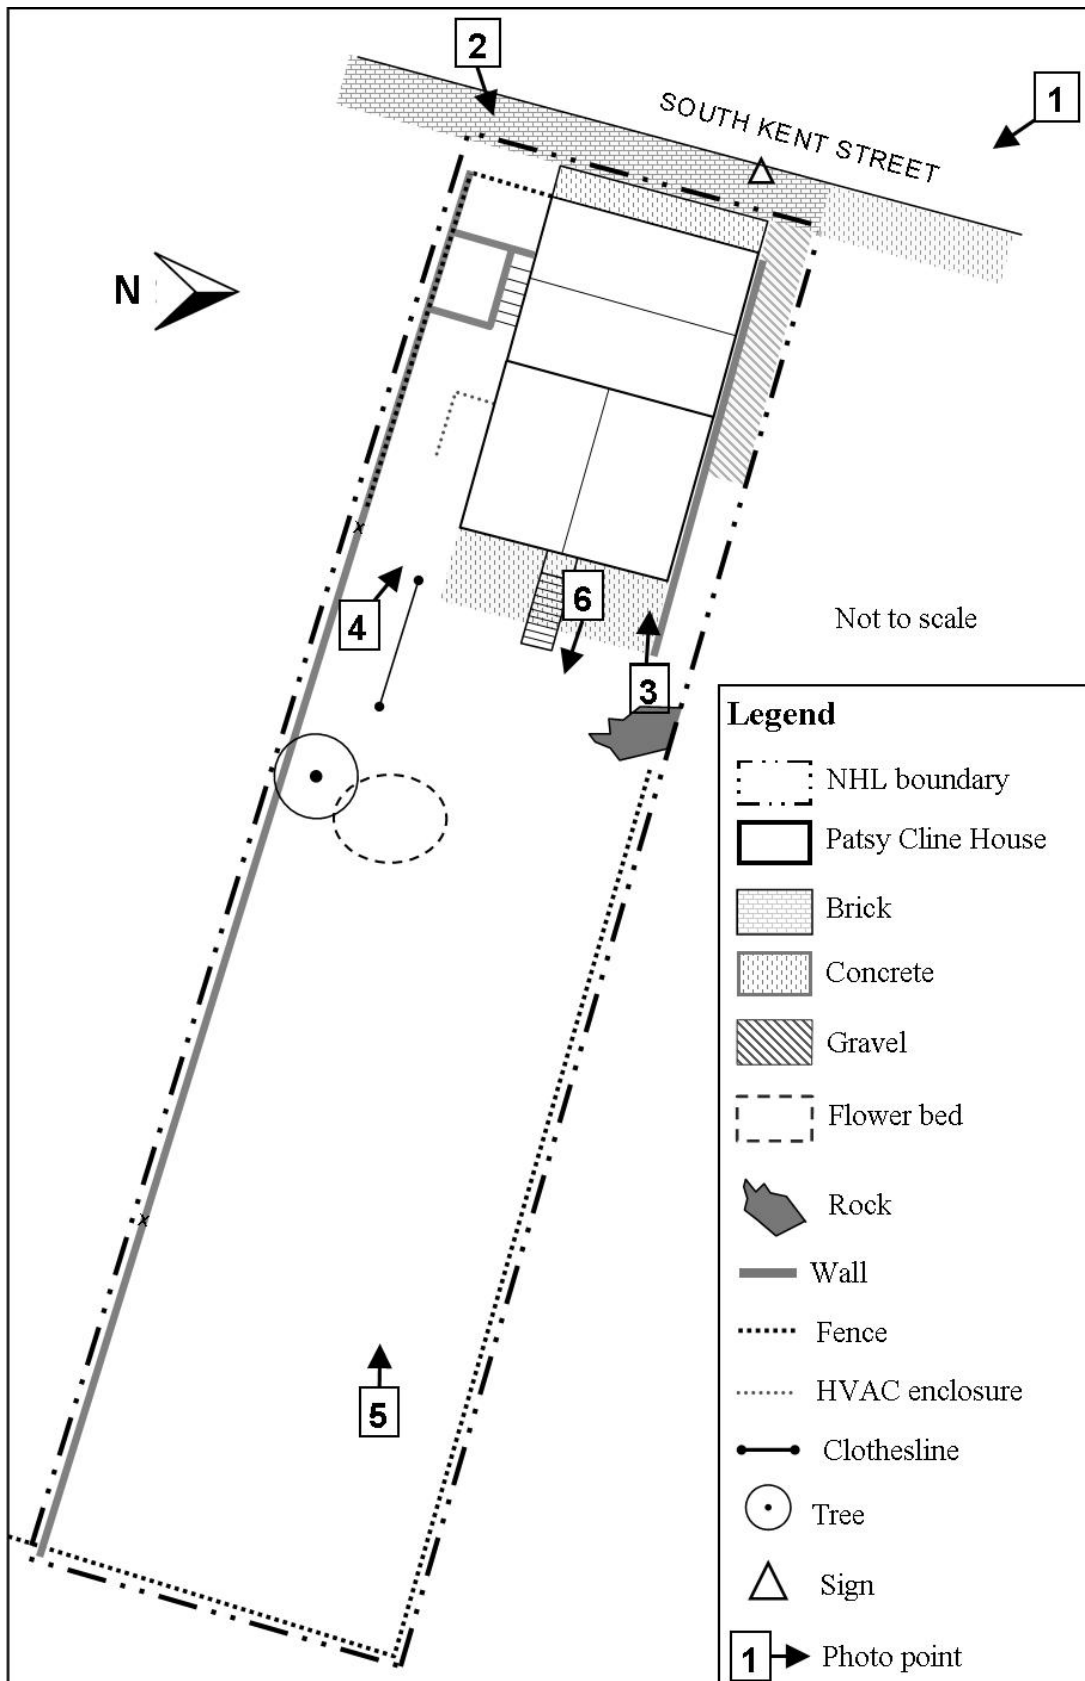 2
1
SOUTH KENT STREET
N
6
4
3
Not to scale
5
Legend
NHL boundary
Patsy Cline House
Brick
Concrete
Gravel
Flower bed
Rock
Wall
Fence
HVAC enclosure
Clothesline
Tree
Sign
1 Photo point
x
x